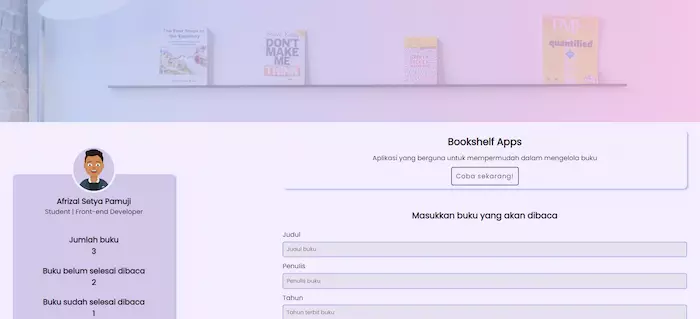 DON'T
MAKE
ME
THINK
quantified
Afrizal Setya Pamuji
Student | Front-end Developer
Jumlah buku
3
Buku belum selesai dibaca
2
Buku sudah selesai dibaca
1
Bookshelf Apps
Aplikasi yang berguna untuk mempermudah dalam mengelola buku
Coba sekarang!
Masukkan buku yang akan dibaca
Judul
Judul buku
Penulis
Penulis buku
Tahun
Tahun terbit buku